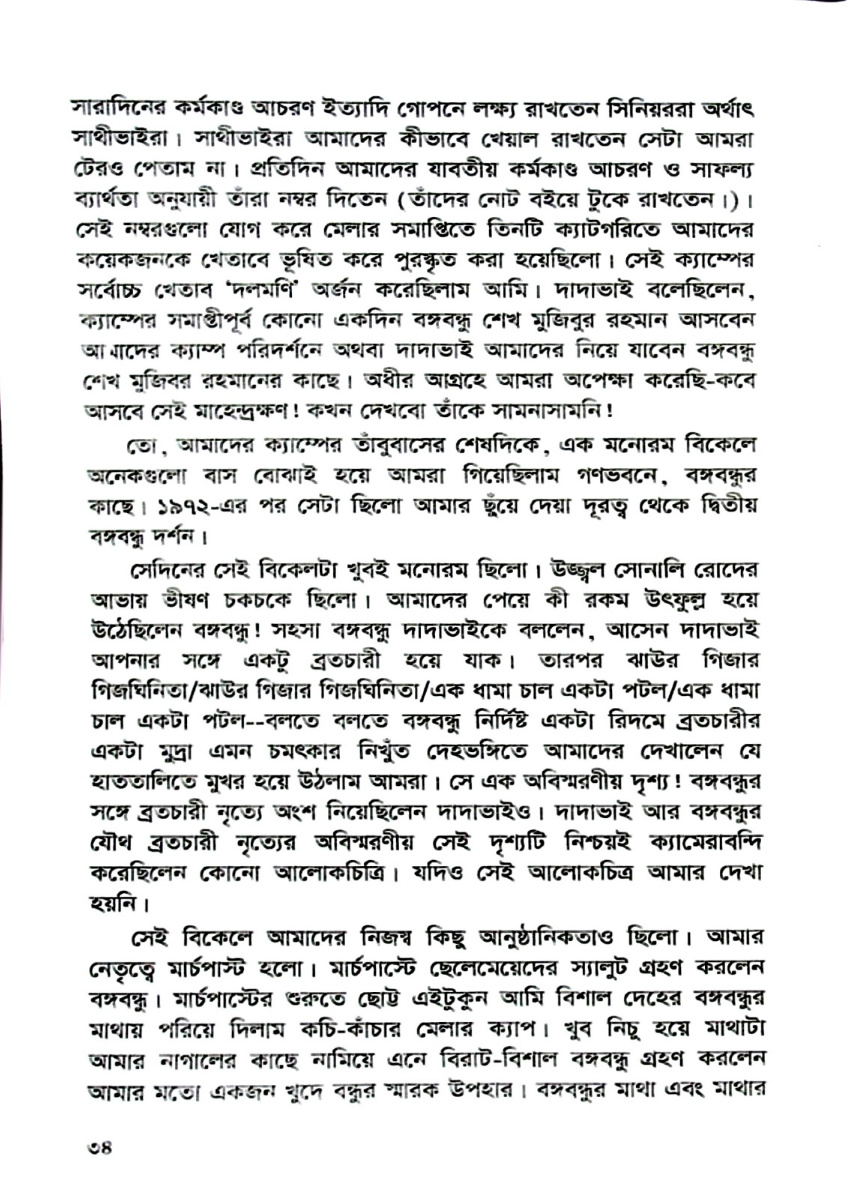 সারাদিনের কর্মকাণ্ড আচরণ ইত্যাদি গোপনে লক্ষ্য রাখতেন সিনিয়ররা অর্থাৎ
সাথীভাইরা। সাথীভাইরা আমাদের কীভাবে খেয়াল রাখতেন সেটা আমরা
টেরও পেতাম না। প্রতিদিন আমাদের যাবতীয় কর্মকাণ্ড আচরণ ও সাফল্য
ব্যার্থতা অনুযায়ী তাঁরা নম্বর দিতেন (তাঁদের নোট বইয়ে টুকে রাখতেন।)।
সেই নম্বরগুলো যোগ করে মেলার সমাপ্তিতে তিনটি ক্যাটগরিতে আমাদের
কয়েকজনকে খেতাবে ভূষিত করে পুরস্কৃত করা হয়েছিলো। সেই ক্যাম্পের
সর্বোচ্চ খেতাব ‘দলমণি’ অর্জন করেছিলাম আমি। দাদাভাই বলেছিলেন,
ক্যাম্পের সমাপ্তীপূর্ব কোনো একদিন বঙ্গবন্ধু শেখ মুজিবুর রহমান আসবেন
আমাদের ক্যাম্প পরিদর্শনে অথবা দাদাভাই আমাদের নিয়ে যাবেন বঙ্গবন্ধু
শেখ মুজিবর রহমানের কাছে। অধীর আগ্রহে আমরা অপেক্ষা করেছি-কবে
আসবে সেই মাহেন্দ্রক্ষণ! কখন দেখবো তাঁকে সামনাসামনি!
তো, আমাদের ক্যাম্পের তাঁবুবাসের শেষদিকে, এক মনোরম বিকেলে
অনেকগুলো বাস বোঝাই হয়ে আমরা গিয়েছিলাম গণভবনে, বঙ্গবন্ধুর
কাছে। ১৯৭২-এর পর সেটা ছিলো আমার ছুঁয়ে দেয়া দূরত্ব থেকে দ্বিতীয়
বঙ্গবন্ধু দর্শন।
সেদিনের সেই বিকেলটা খুবই মনোরম ছিলো। উজ্জ্বল সোনালি রোদের
আভায় ভীষণ চকচকে ছিলো। আমাদের পেয়ে কী রকম উৎফুল্ল হয়ে
উঠেছিলেন বঙ্গবন্ধু! সহসা বঙ্গবন্ধু দাদাভাইকে বললেন, আসেন দাদাভাই
আপনার সঙ্গে একটু ব্রতচারী হয়ে যাক। তারপর ঝাউর গিজার
গিজঘিনিতা/ঝাউর গিজার গিজঘিনিতা/এক ধামা চাল একটা পটল/এক ধামা
চাল একটা পটল--বলতে বলতে বঙ্গবন্ধু নির্দিষ্ট একটা রিদমে ব্রতচারীর
একটা মুদ্রা এমন চমৎকার নিখুঁত দেহভঙ্গিতে আমাদের দেখালেন যে
হাততালিতে মুখর হয়ে উঠলাম আমরা। সে এক অবিস্মরণীয় দৃশ্য! বঙ্গবন্ধুর
সঙ্গে ব্রতচারী নৃত্যে অংশ নিয়েছিলেন দাদাভাইও। দাদাভাই আর বঙ্গবন্ধুর
যৌথ ব্রতচারী নৃত্যের অবিস্মরণীয় সেই দৃশ্যটি নিশ্চয়ই ক্যামেরাবন্দি
করেছিলেন কোনো আলোকচিত্রি। যদিও সেই আলোকচিত্র আমার দেখা
হয়নি।
সেই বিকেলে আমাদের নিজস্ব কিছু আনুষ্ঠানিকতাও ছিলো। আমার
নেতৃত্বে মার্চপাস্ট হলো। মার্চপাস্টে ছেলেমেয়েদের স্যালুট গ্রহণ করলেন
বঙ্গবন্ধু। মার্চপাস্টের শুরুতে ছোট্ট এইটুকুন আমি বিশাল দেহের বঙ্গবন্ধুর
মাথায় পরিয়ে দিলাম কচি-কাঁচার মেলার ক্যাপ। খুব নিচু হয়ে মাথাটা
আমার নাগালের কাছে নামিয়ে এনে বিরাট-বিশাল বঙ্গবন্ধু গ্রহণ করলেন
আমার মতো একজন খুদে বন্ধুর স্মারক উপহার। বঙ্গবন্ধুর মাথা এবং মাথার
৩৪